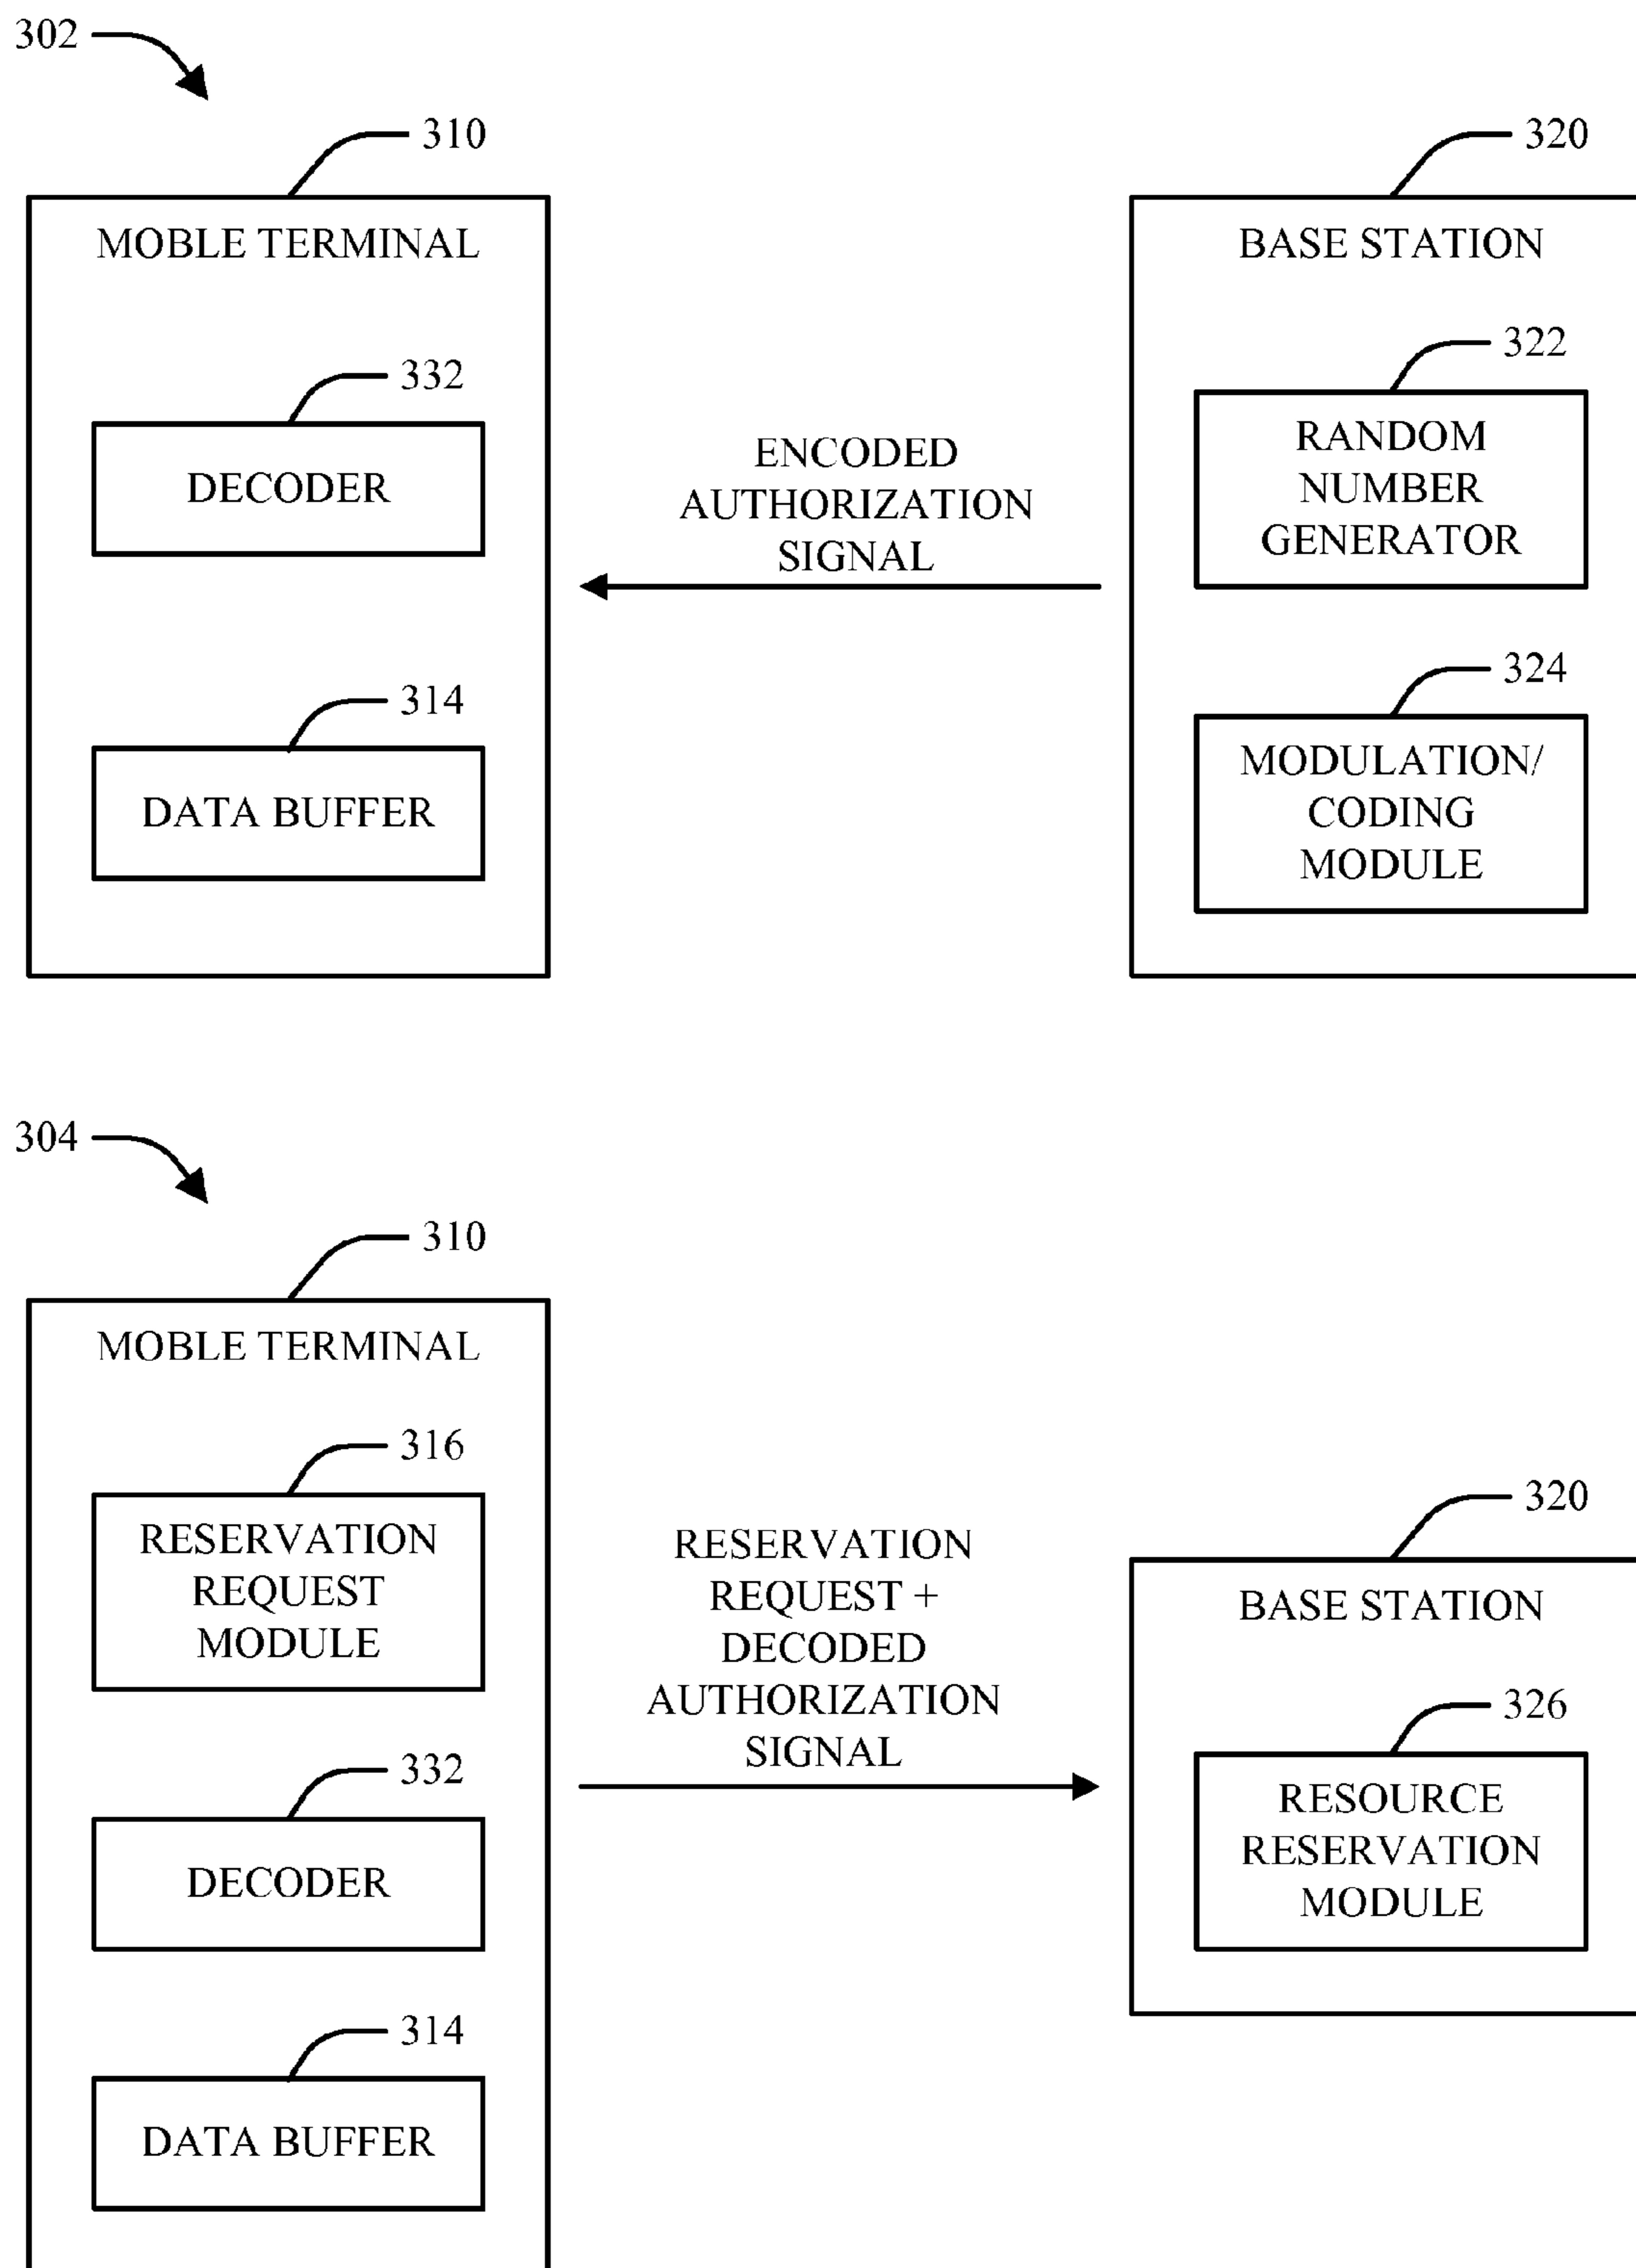 302
310
320
MOBLE TERMINAL
BASE STATION
322
332
RANDOM
NUMBER
GENERATOR
DECODER
ENCODED
AUTHORIZATION
SIGNAL
324
314
MODULATION/
CODING
MODULE
DATA BUFFER
304
310
MOBLE TERMINAL
316
RESERVATION
REQUEST
MODULE
RESERVATION
REQUEST +
DECODED
AUTHORIZATION
SIGNAL
320
BASE STATION
326
RESOURCE
RESERVATION
MODULE
332
DECODER
314
DATA BUFFER